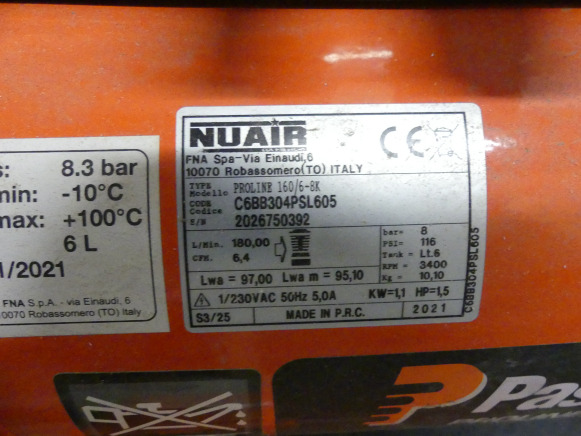 s: 8.3 bar
min: -10°C
max: +100°C
6 L
1/2021
FNA S.p.A. - via Einaudi, 6
10070 Robassomero (TO) Italy
NUAIR
CE
FNA Spa-Via Einaudi,6
10070 Robassomero(TO) ITALY
TYPE
Modello PROLINE 160/6-8K
CODE
Codice C6BB304PSL605
S/N 2026750392
L/Min. 180,00
CFM. 6,4
bar= 8
PSI= 116
Tank = Lt.6
RPM = 3400
Kg = 10,10
Lwa = 97,00 Lwa m = 95,10
1/230VAC 50Hz 5,0A KW=1,1 HP=1,5
S3/25 MADE IN P.R.C. 2021
C6BB304PSL605
Pas